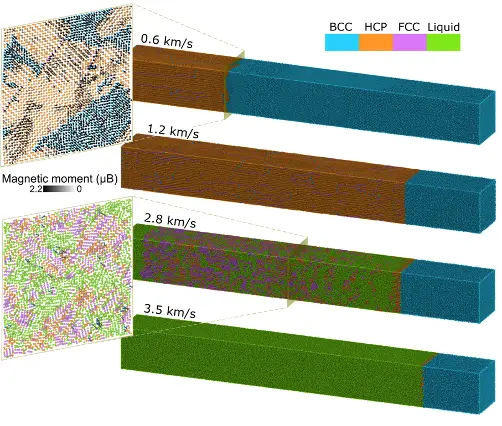 BCC HCP FCC Liquid
0.6 km/s
1.2 km/s
Magnetic moment (μB)
2.2 0
2.8 km/s
3.5 km/s